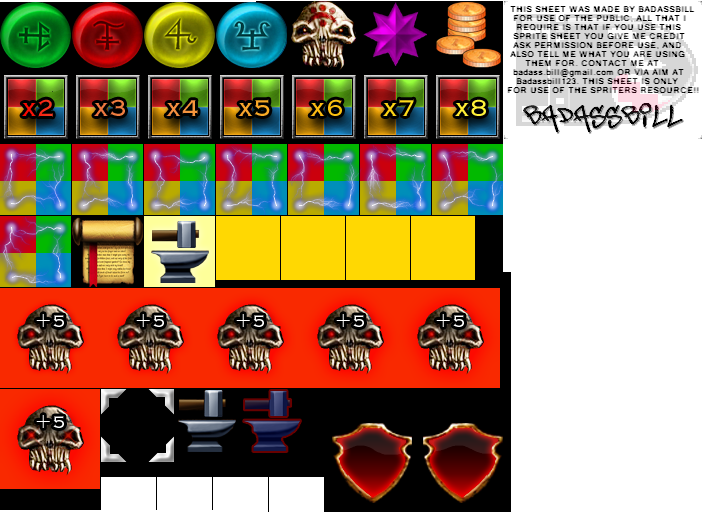 THIS SHEET WAS MADE BY BADASSBILL
FOR USE OF THE PUBLIC. ALL THAT I
REQUIRE IS THAT IF YOU USE THIS
SPRITE SHEET YOU GIVE ME CREDIT
ASK PERMISSION BEFORE USE, AND
ALSO TELL ME WHAT YOU ARE USING
THEM FOR. CONTACT ME AT
badass.bill@gmail.com OR VIA AIM AT
Badassbill123. THIS SHEET IS ONLY
FOR USE OF THE SPRITERS RESOURCE!!
BADASSBILL
x2 x3 x4 x5 x6 x7 x8
+5 +5 +5 +5 +5
+5